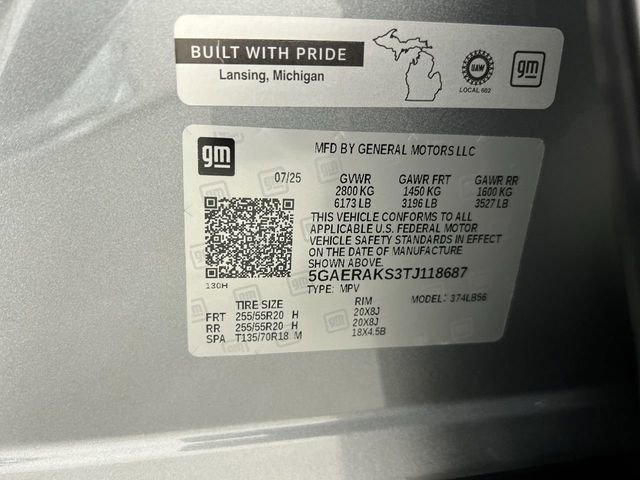 BUILT WITH PRIDE
Lansing, Michigan
UAW
LOCAL 602
gm
gm
MFD BY GENERAL MOTORS LLC
07/25 GVWR GAWR FRT GAWR RR
2800 KG 1450 KG 1600 KG
6173 LB 3196 LB 3527 LB
THIS VEHICLE CONFORMS TO ALL
APPLICABLE U.S. FEDERAL MOTOR
VEHICLE SAFETY STANDARDS IN EFFECT
ON THE DATE OF MANUFACTURE
SHOWN ABOVE.
5GAERAKS3TJ118687
130H
TYPE: MPV MODEL: 374LB56
TIRE SIZE RIM
FRT 255/55R20 H 20X8J
RR 255/55R20 H 20X8J
SPA T135/70R18 M 18X4.5B